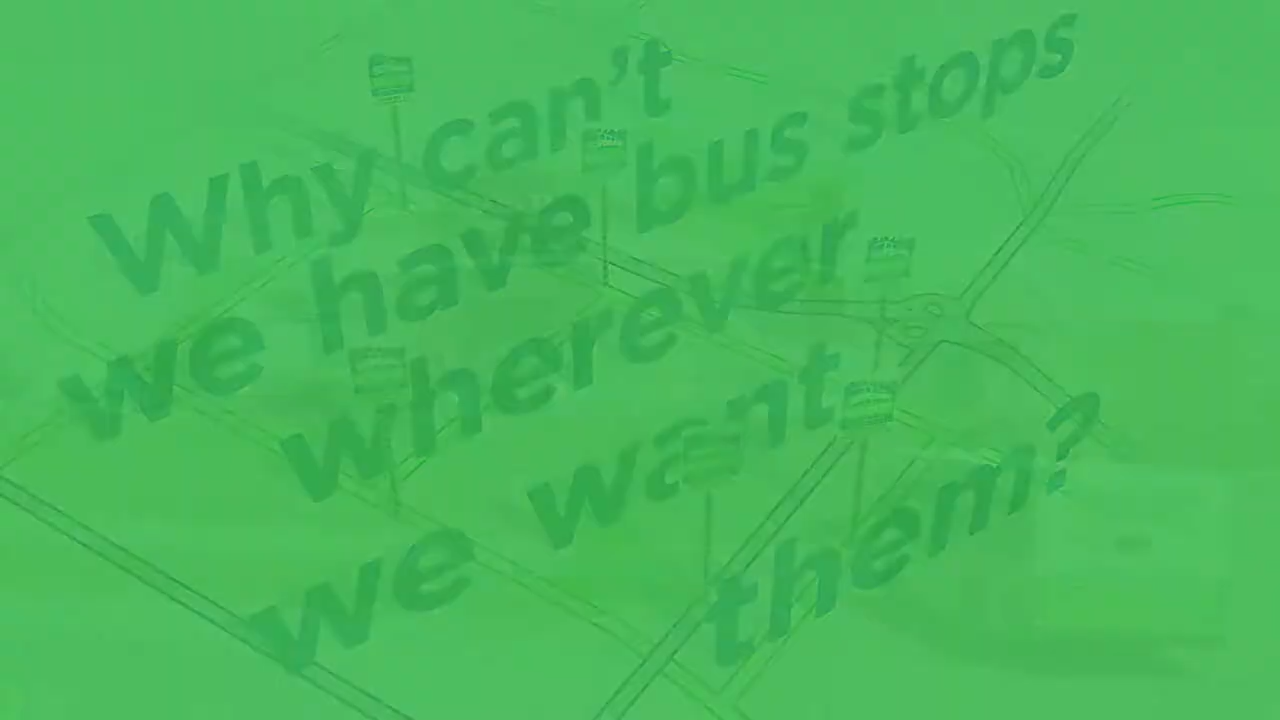 Why can't
we have bus stops
wherever
we want
them?